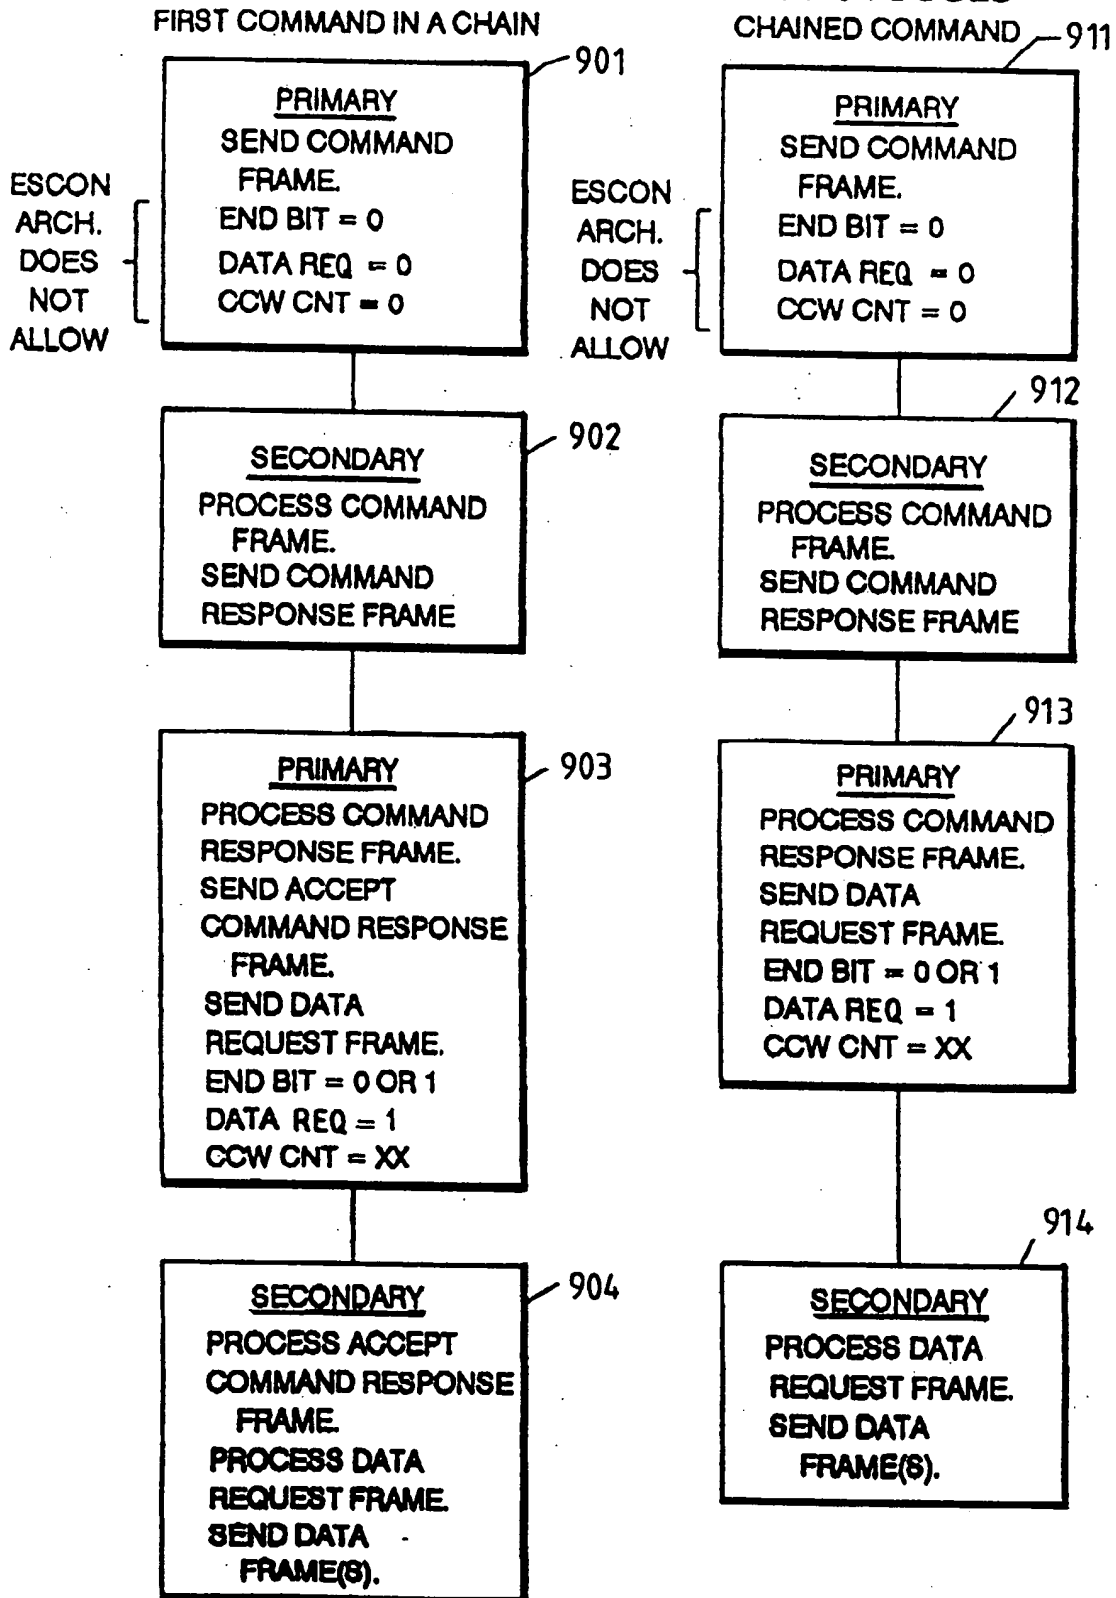 FIRST COMMAND IN A CHAIN
901
PRIMARY
SEND COMMAND
FRAME.
END BIT = 0
DATA REQ = 0
CCW CNT = 0
ESCON
ARCH.
DOES
NOT
ALLOW
902
SECONDARY
PROCESS COMMAND
FRAME.
SEND COMMAND
RESPONSE FRAME
903
PRIMARY
PROCESS COMMAND
RESPONSE FRAME.
SEND ACCEPT
COMMAND RESPONSE
FRAME.
SEND DATA
REQUEST FRAME.
END BIT = 0 OR 1
DATA REQ = 1
CCW CNT = XX
904
SECONDARY
PROCESS ACCEPT
COMMAND RESPONSE
FRAME.
PROCESS DATA
REQUEST FRAME.
SEND DATA
FRAME(S).
CHAINED COMMAND
911
PRIMARY
SEND COMMAND
FRAME.
END BIT = 0
DATA REQ = 0
CCW CNT = 0
ESCON
ARCH.
DOES
NOT
ALLOW
912
SECONDARY
PROCESS COMMAND
FRAME.
SEND COMMAND
RESPONSE FRAME
913
PRIMARY
PROCESS COMMAND
RESPONSE FRAME.
SEND DATA
REQUEST FRAME.
END BIT = 0 OR 1
DATA REQ = 1
CCW CNT = XX
914
SECONDARY
PROCESS DATA
REQUEST FRAME.
SEND DATA
FRAME(S).